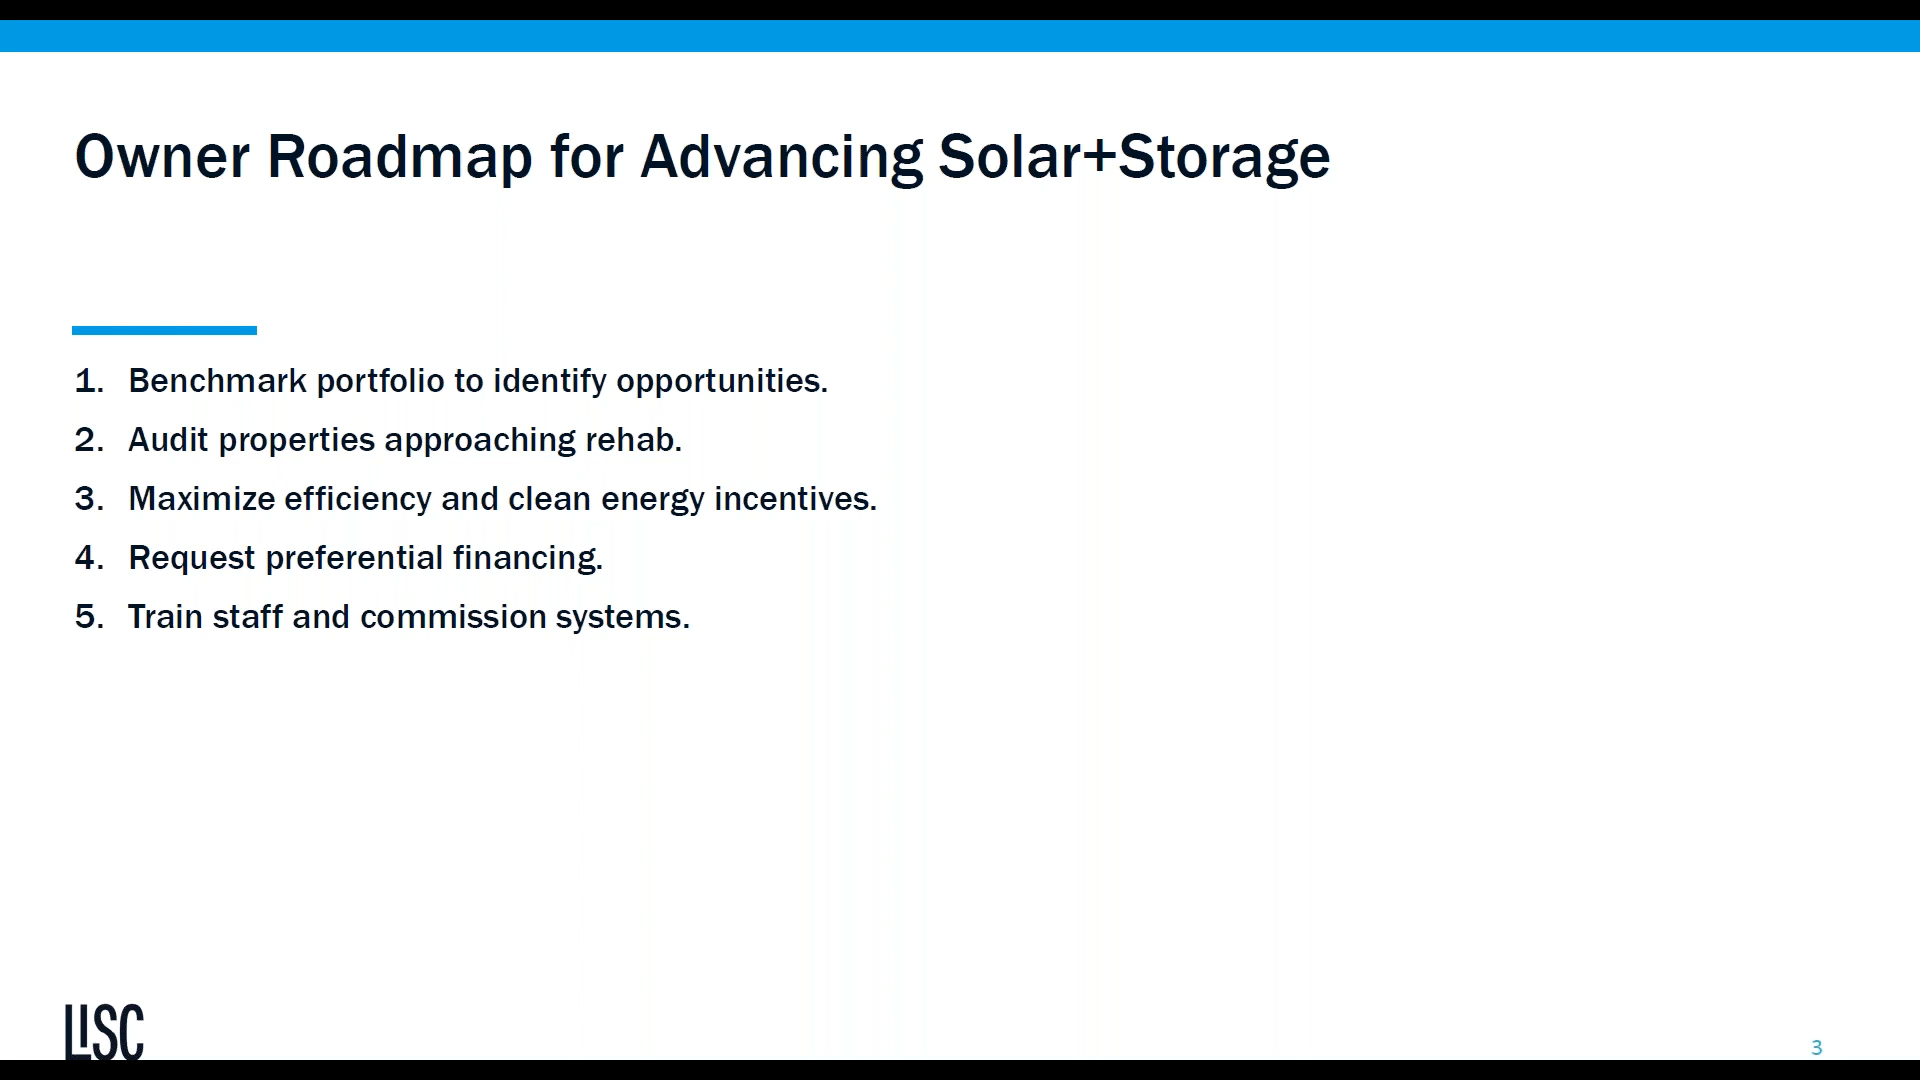 Owner Roadmap for Advancing Solar+Storage
1. Benchmark portfolio to identify opportunities.
2. Audit properties approaching rehab.
3. Maximize efficiency and clean energy incentives.
4. Request preferential financing.
5. Train staff and commission systems.
LISC
3